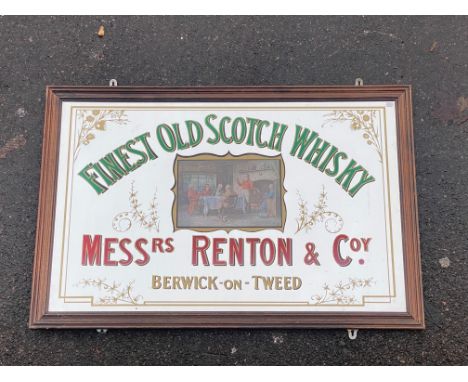 FINEST OLD SCOTCH WHISKY
MESSRS RENTON & COY.
BERWICK-ON-TWEED